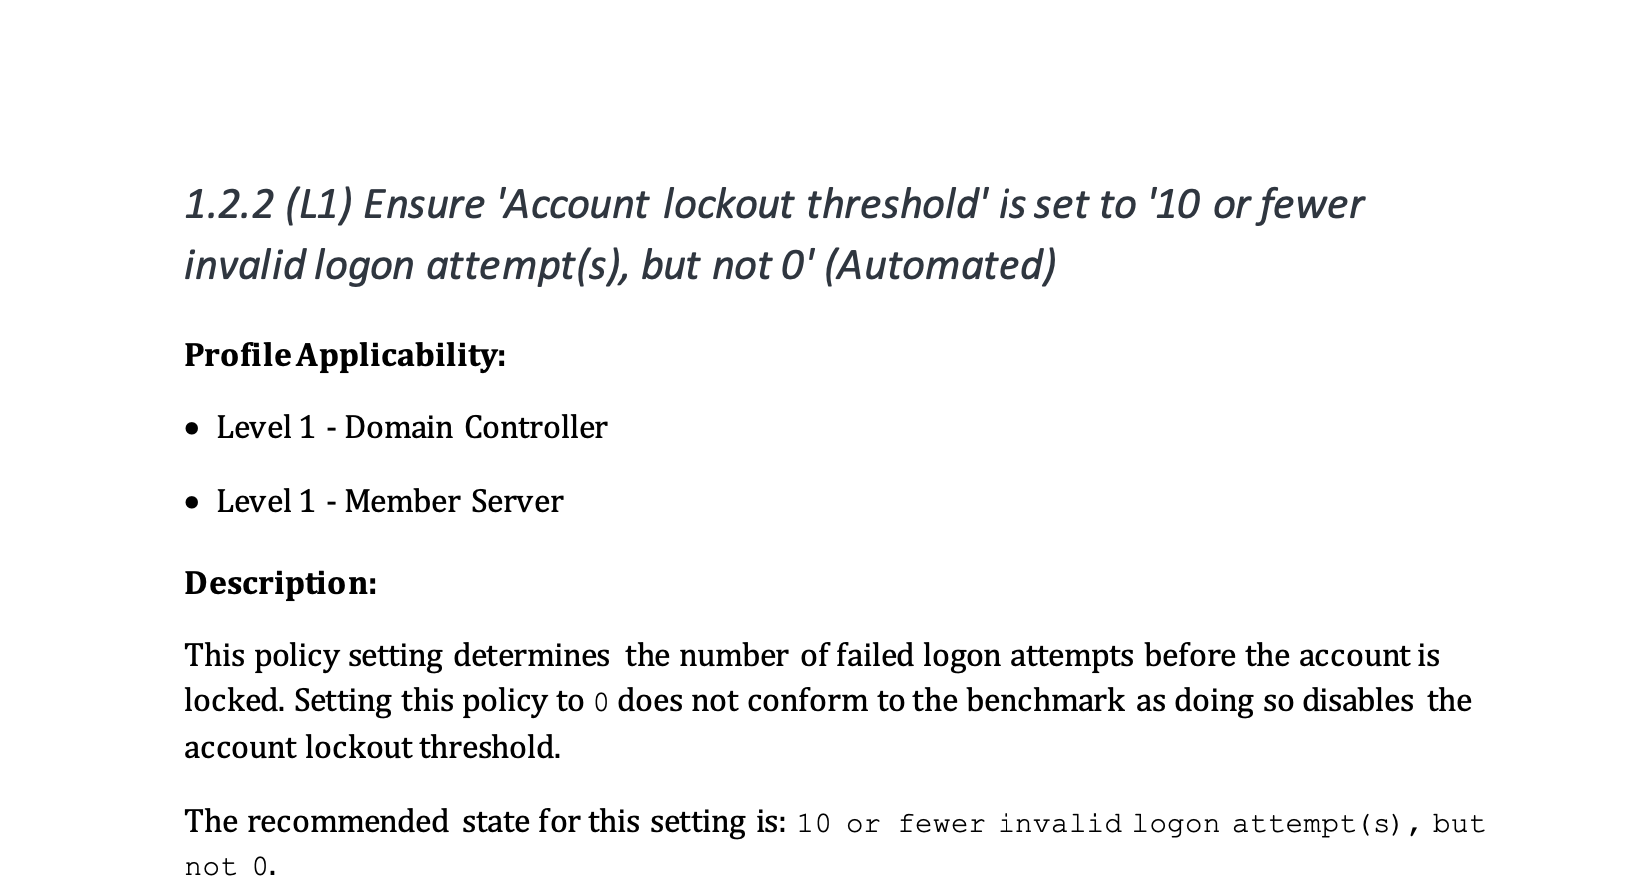 1.2.2 (L1) Ensure 'Account lockout threshold' is set to '10 or fewer
invalid logon attempt(s), but not 0' (Automated)
Profile Applicability:
• Level 1 - Domain Controller
• Level 1 - Member Server
Description:
This policy setting determines the number of failed logon attempts before the account is
locked. Setting this policy to 0 does not conform to the benchmark as doing so disables the
account lockout threshold.
The recommended state for this setting is: 10 or fewer invalid logon attempt(s), but
not 0.